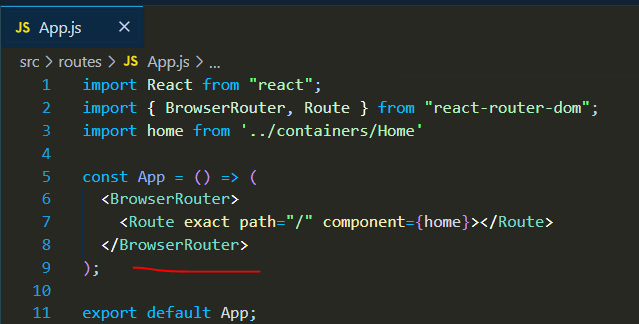 JS App.js ×
src > routes > JS App.js > ...
1 import React from "react";
2 import { BrowserRouter, Route } from "react-router-dom";
3 import home from '../containers/Home'
4
5 const App = () => (
6   <BrowserRouter>
7     <Route exact path="/" component={home}></Route>
8   </BrowserRouter>
9 );
10
11 export default App;